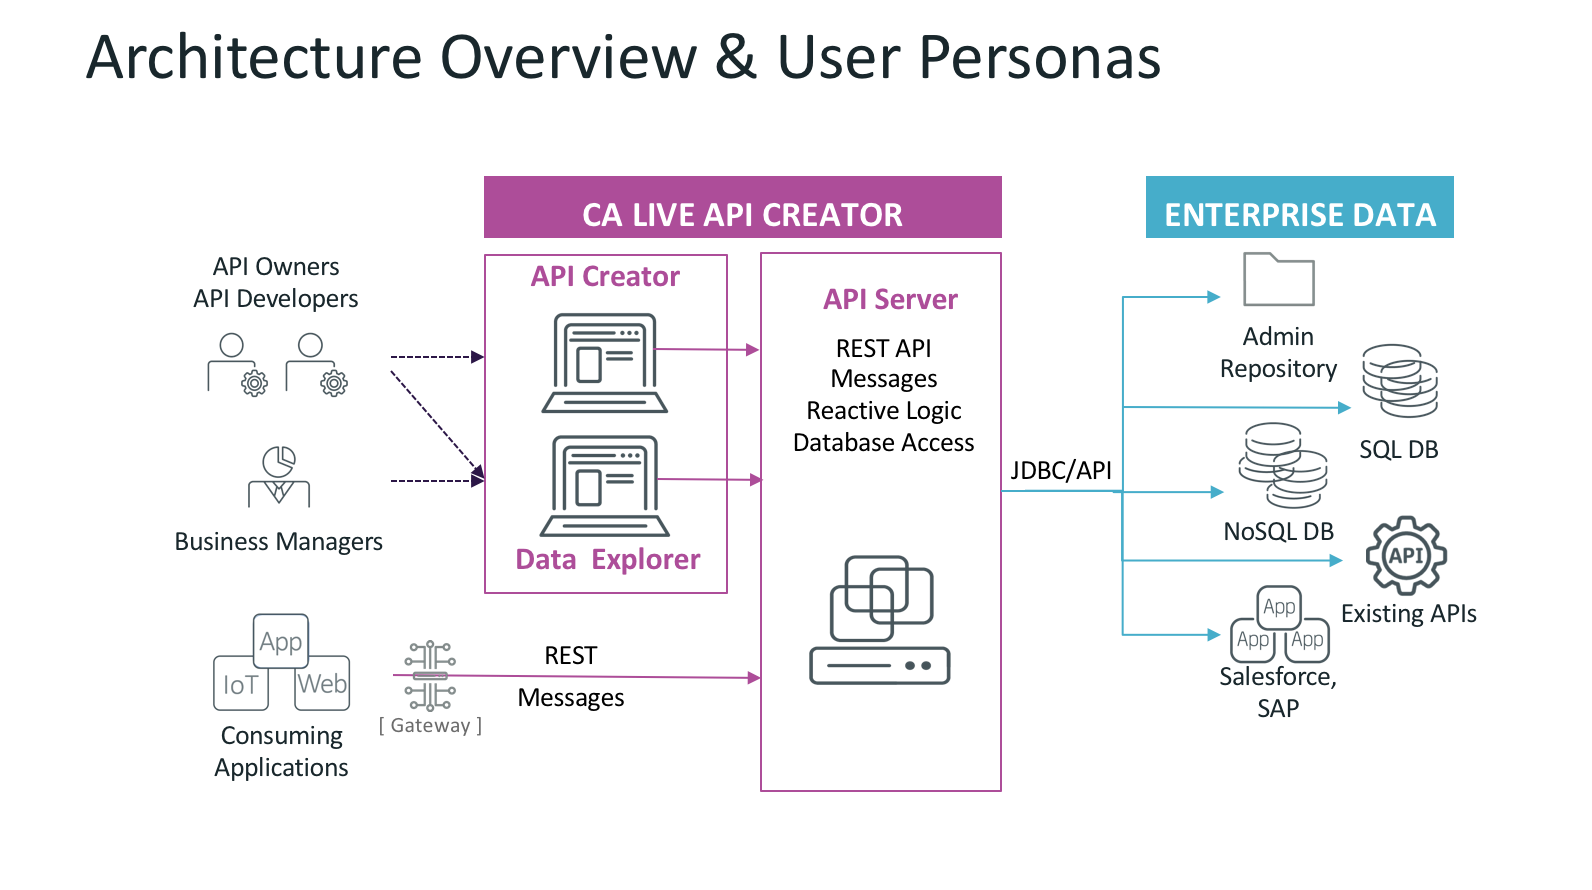 Architecture Overview & User Personas
CA LIVE API CREATOR
ENTERPRISE DATA
API Owners
API Developers
Business Managers
App
IoT
Web
Consuming
Applications
[ Gateway ]
REST
Messages
API Creator
Data  Explorer
API Server
REST API
Messages
Reactive Logic
Database Access
JDBC/API
Admin
Repository
SQL DB
NoSQL DB
API
Existing APIs
App
App
App
Salesforce,
SAP